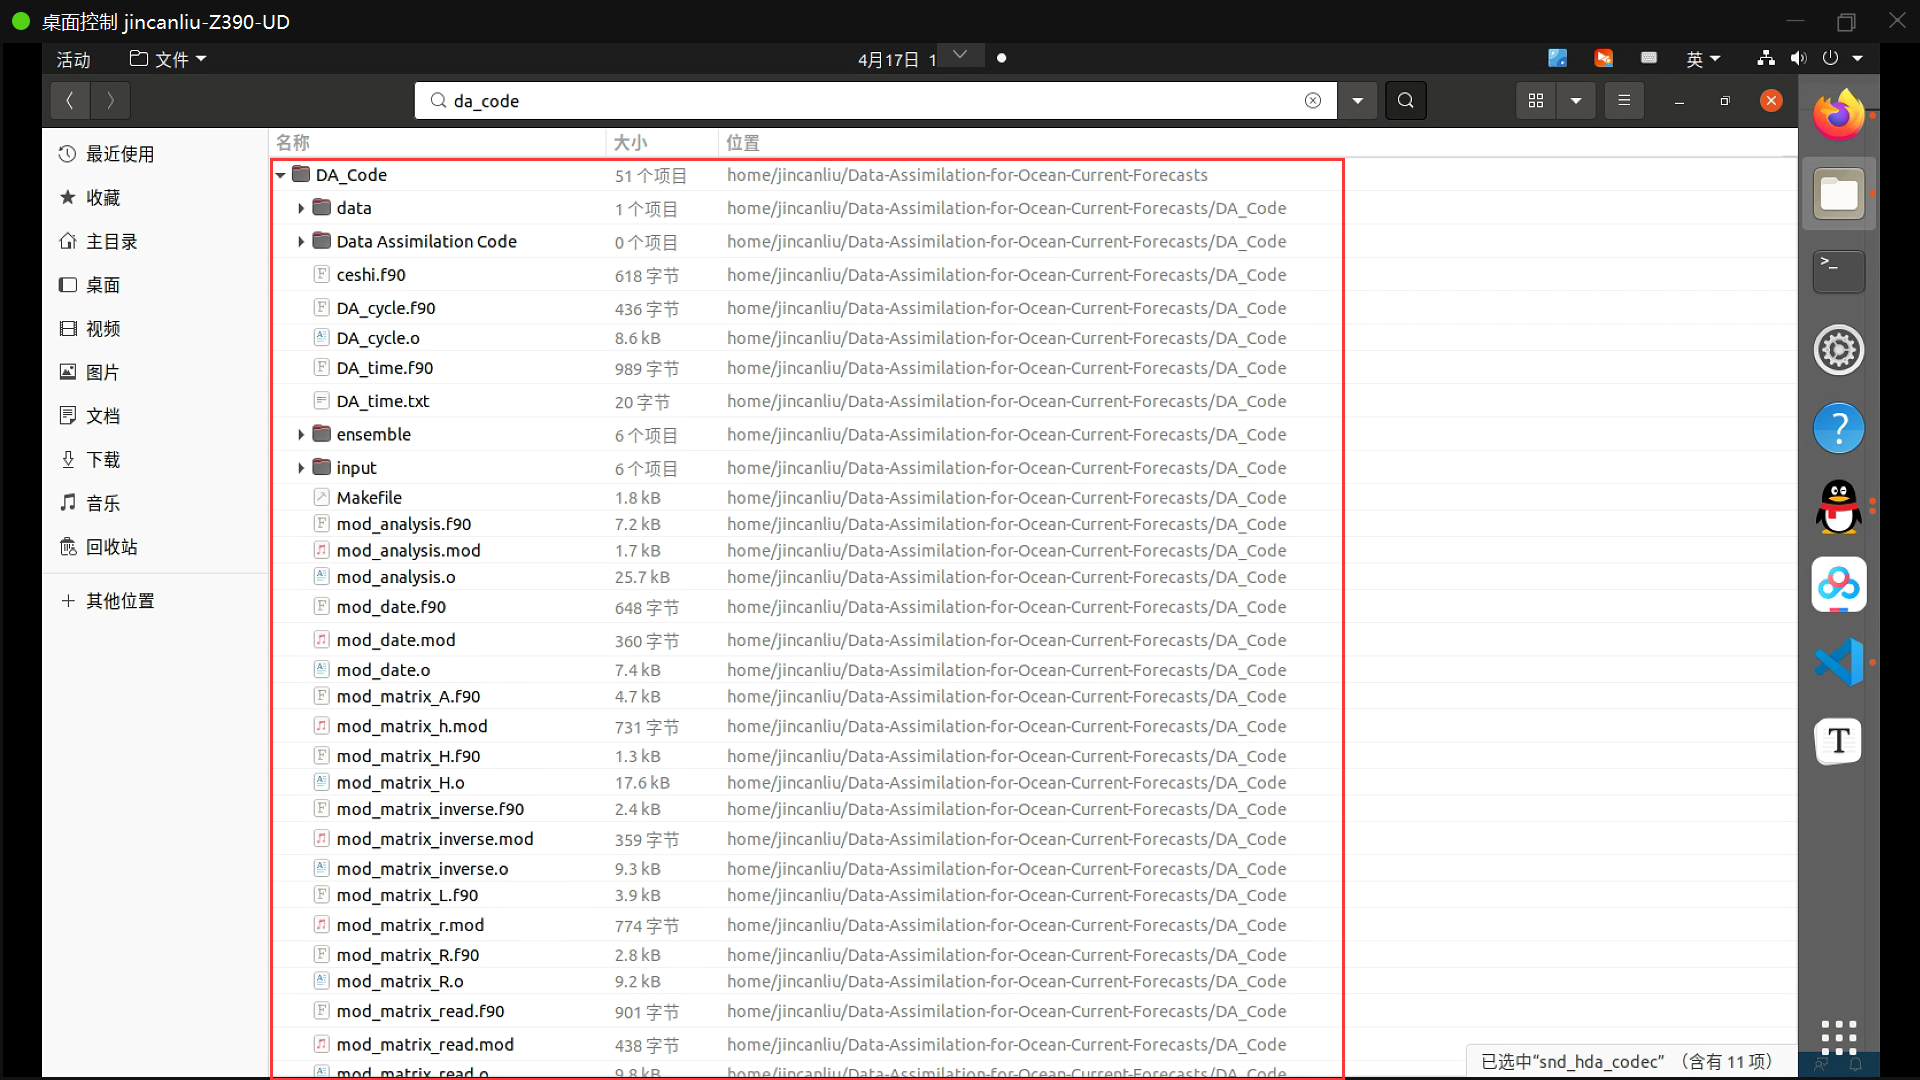 桌面控制 jincanliu-Z390-UD
活动 文件 4月17日 1 英
da_code
最近使用
收藏
主目录
桌面
视频
图片
文档
下载
音乐
回收站
其他位置
名称 大小 位置
DA_Code 51 个项目 home/jincanliu/Data-Assimilation-for-Ocean-Current-Forecasts
data 1 个项目 home/jincanliu/Data-Assimilation-for-Ocean-Current-Forecasts/DA_Code
Data Assimilation Code 0 个项目 home/jincanliu/Data-Assimilation-for-Ocean-Current-Forecasts/DA_Code
ceshi.f90 618 字节 home/jincanliu/Data-Assimilation-for-Ocean-Current-Forecasts/DA_Code
DA_cycle.f90 436 字节 home/jincanliu/Data-Assimilation-for-Ocean-Current-Forecasts/DA_Code
DA_cycle.o 8.6 kB home/jincanliu/Data-Assimilation-for-Ocean-Current-Forecasts/DA_Code
DA_time.f90 989 字节 home/jincanliu/Data-Assimilation-for-Ocean-Current-Forecasts/DA_Code
DA_time.txt 20 字节 home/jincanliu/Data-Assimilation-for-Ocean-Current-Forecasts/DA_Code
ensemble 6 个项目 home/jincanliu/Data-Assimilation-for-Ocean-Current-Forecasts/DA_Code
input 6 个项目 home/jincanliu/Data-Assimilation-for-Ocean-Current-Forecasts/DA_Code
Makefile 1.8 kB home/jincanliu/Data-Assimilation-for-Ocean-Current-Forecasts/DA_Code
mod_analysis.f90 7.2 kB home/jincanliu/Data-Assimilation-for-Ocean-Current-Forecasts/DA_Code
mod_analysis.mod 1.7 kB home/jincanliu/Data-Assimilation-for-Ocean-Current-Forecasts/DA_Code
mod_analysis.o 25.7 kB home/jincanliu/Data-Assimilation-for-Ocean-Current-Forecasts/DA_Code
mod_date.f90 648 字节 home/jincanliu/Data-Assimilation-for-Ocean-Current-Forecasts/DA_Code
mod_date.mod 360 字节 home/jincanliu/Data-Assimilation-for-Ocean-Current-Forecasts/DA_Code
mod_date.o 7.4 kB home/jincanliu/Data-Assimilation-for-Ocean-Current-Forecasts/DA_Code
mod_matrix_A.f90 4.7 kB home/jincanliu/Data-Assimilation-for-Ocean-Current-Forecasts/DA_Code
mod_matrix_h.mod 731 字节 home/jincanliu/Data-Assimilation-for-Ocean-Current-Forecasts/DA_Code
mod_matrix_H.f90 1.3 kB home/jincanliu/Data-Assimilation-for-Ocean-Current-Forecasts/DA_Code
mod_matrix_H.o 17.6 kB home/jincanliu/Data-Assimilation-for-Ocean-Current-Forecasts/DA_Code
mod_matrix_inverse.f90 2.4 kB home/jincanliu/Data-Assimilation-for-Ocean-Current-Forecasts/DA_Code
mod_matrix_inverse.mod 359 字节 home/jincanliu/Data-Assimilation-for-Ocean-Current-Forecasts/DA_Code
mod_matrix_inverse.o 9.3 kB home/jincanliu/Data-Assimilation-for-Ocean-Current-Forecasts/DA_Code
mod_matrix_L.f90 3.9 kB home/jincanliu/Data-Assimilation-for-Ocean-Current-Forecasts/DA_Code
mod_matrix_r.mod 774 字节 home/jincanliu/Data-Assimilation-for-Ocean-Current-Forecasts/DA_Code
mod_matrix_R.f90 2.8 kB home/jincanliu/Data-Assimilation-for-Ocean-Current-Forecasts/DA_Code
mod_matrix_R.o 9.2 kB home/jincanliu/Data-Assimilation-for-Ocean-Current-Forecasts/DA_Code
mod_matrix_read.f90 901 字节 home/jincanliu/Data-Assimilation-for-Ocean-Current-Forecasts/DA_Code
mod_matrix_read.mod 438 字节 home/jincanliu/Data-Assimilation-for-Ocean-Current-Forecasts/DA_Code
mod_matrix_read.o 9.8 kB home/jincanliu/Data-Assimilation-for-Ocean-Current-Forecasts/DA_Code
已选中“snd_hda_codec” (含有 11 项)